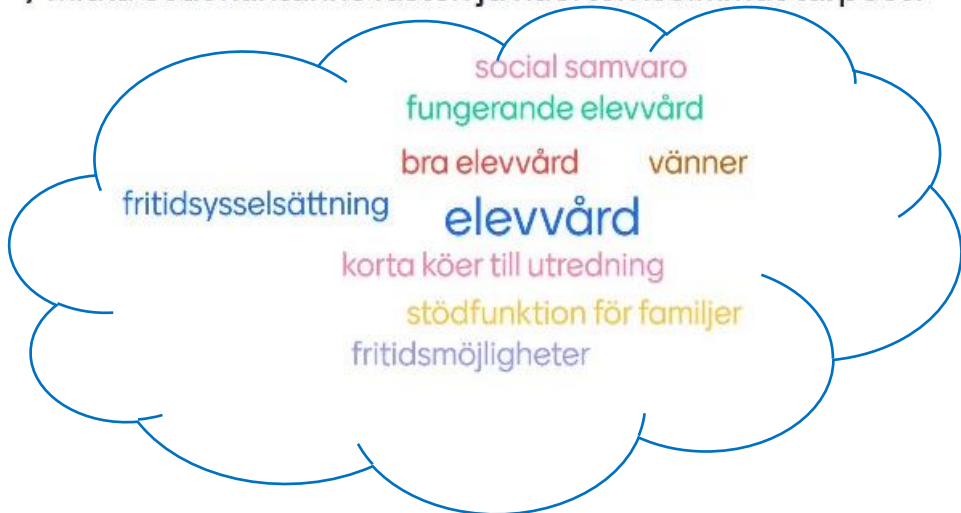 social samvaro
fungerande elevvård
bra elevvård vänner
fritidsysselsättning elevvård
korta köer till utredning
stödfunktion för familjer
fritidsmöjligheter